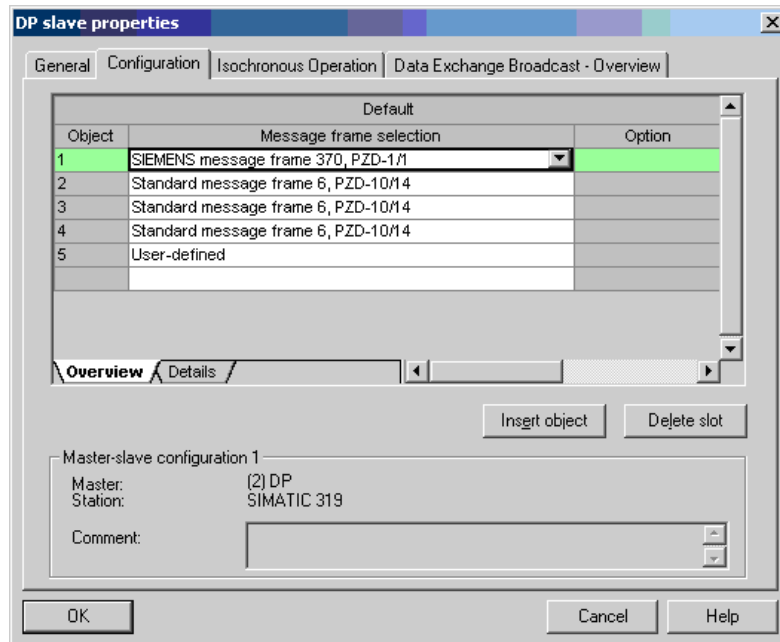 DP slave properties
General Configuration Isochronous Operation Data Exchange Broadcast - Overview
Default
Object Message frame selection Option
1 SIEMENS message frame 370, PZD-1/1
2 Standard message frame 6, PZD-10/14
3 Standard message frame 6, PZD-10/14
4 Standard message frame 6, PZD-10/14
5 User-defined
Overview Details
Insert object Delete slot
Master-slave configuration 1
Master: (2) DP
Station: SIMATIC 319
Comment:
OK Cancel Help